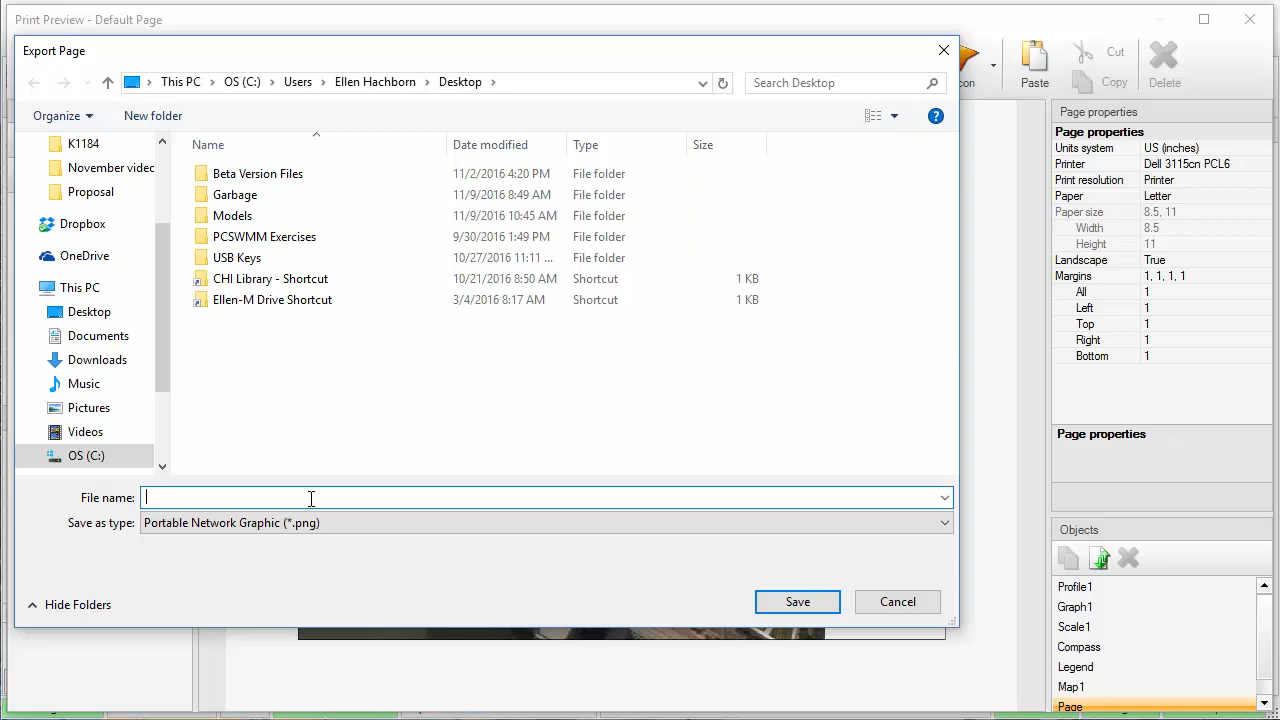 Print Preview - Default Page
Export Page
This PC
OS (C:)
Users
Ellen Hachborn
Desktop
Search Desktop
con
Paste
Cut
Copy
Delete
Organize
New folder
?
K1184
November videc
Proposal
Dropbox
OneDrive
This PC
Desktop
Documents
Downloads
Music
Pictures
Videos
OS (C:)
Name Date modified Type Size
Beta Version Files 11/2/2016 4:20 PM File folder
Garbage 11/9/2016 8:49 AM File folder
Models 11/9/2016 10:45 AM File folder
PCSWMM Exercises 9/30/2016 1:49 PM File folder
USB Keys 10/27/2016 11:11 ... File folder
CHI Library - Shortcut 10/21/2016 8:50 AM Shortcut 1 KB
Ellen-M Drive Shortcut 3/4/2016 8:17 AM Shortcut 1 KB
File name:
Save as type: Portable Network Graphic (*.png)
Hide Folders
Save
Cancel
Page properties
Page properties
Units system US (inches)
Printer Dell 3115cn PCL6
Print resolution Printer
Paper Letter
Paper size 8.5, 11
Width 8.5
Height 11
Landscape True
Margins 1, 1, 1, 1
All 1
Left 1
Top 1
Right 1
Bottom 1
Page properties
Objects
Profile1
Graph1
Scale1
Compass
Legend
Map1
Page